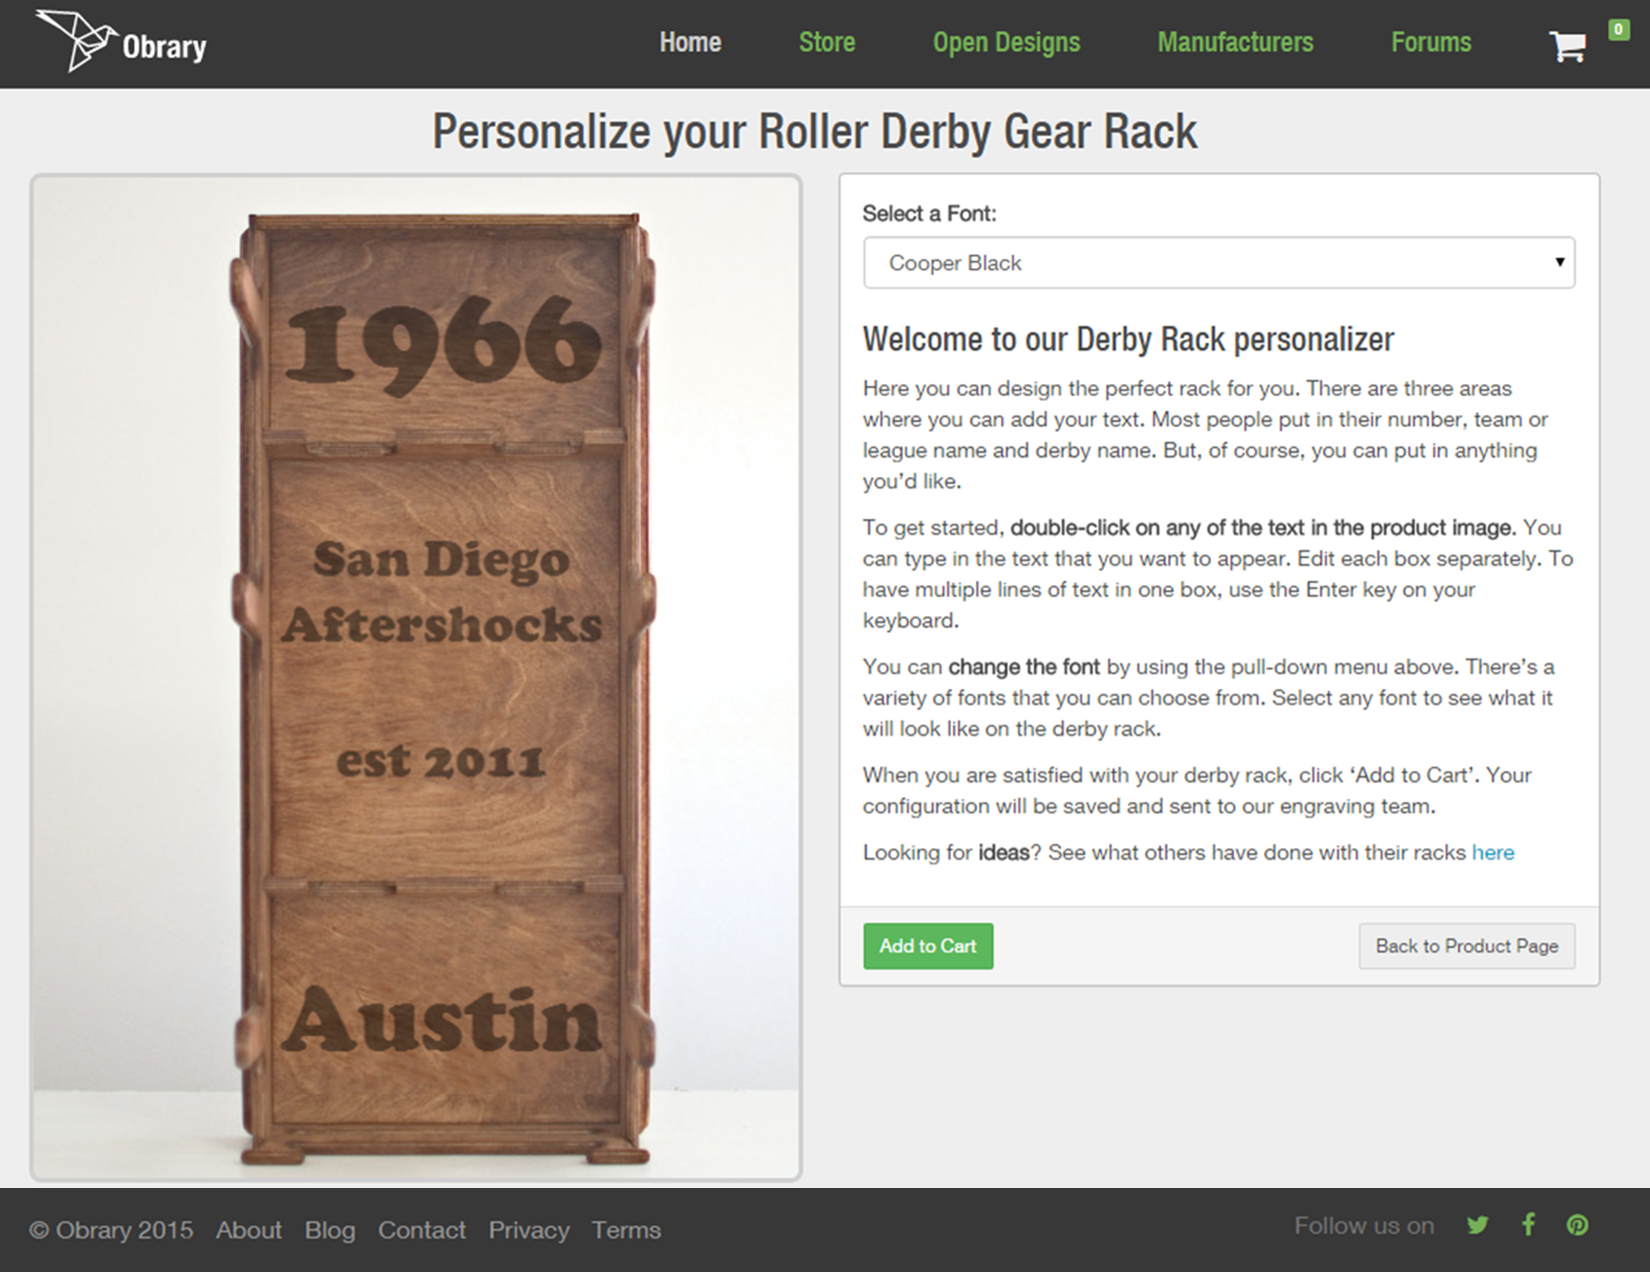 Obrary
Home
Store
Open Designs
Manufacturers
Forums
0
Personalize your Roller Derby Gear Rack
1966
San Diego
Aftershocks
est 2011
Austin
Select a Font:
Cooper Black
Welcome to our Derby Rack personalizer
Here you can design the perfect rack for you. There are three areas
where you can add your text. Most people put in their number, team or
league name and derby name. But, of course, you can put in anything
you’d like.
To get started, double-click on any of the text in the product image. You
can type in the text that you want to appear. Edit each box separately. To
have multiple lines of text in one box, use the Enter key on your
keyboard.
You can change the font by using the pull-down menu above. There’s a
variety of fonts that you can choose from. Select any font to see what it
will look like on the derby rack.
When you are satisfied with your derby rack, click ‘Add to Cart’. Your
configuration will be saved and sent to our engraving team.
Looking for ideas? See what others have done with their racks here
Add to Cart
Back to Product Page
© Obrary 2015
About
Blog
Contact
Privacy
Terms
Follow us on